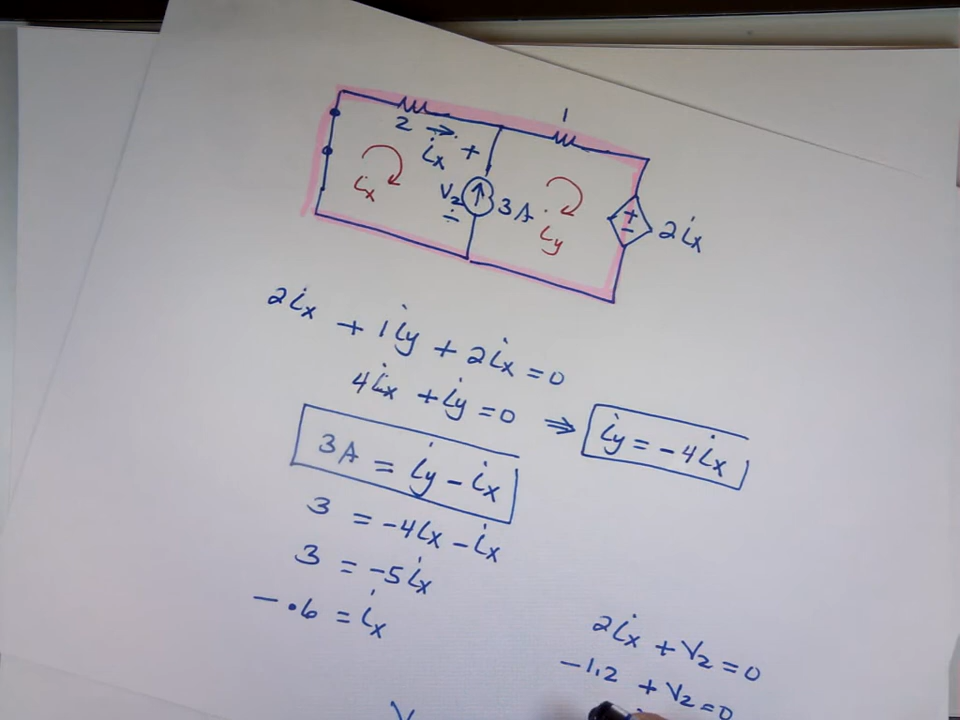 2 1
ix +
ix V2 3A iy + 2ix
- -
2ix + 1iy + 2ix = 0
4ix + iy = 0 ⇒ iy = -4ix
3A = iy - ix
3 = -4ix - ix
3 = -5ix
-.6 = ix
2ix + V2 = 0
-1.2 + V2 = 0
V